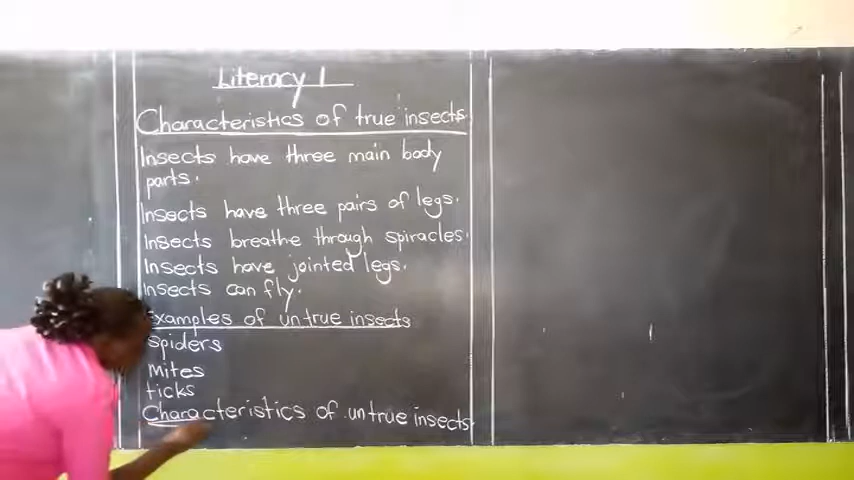 Literacy 1
Characteristics of true insects
Insects have three main body
parts.
Insects have three pairs of legs.
Insects breathe through spiracles.
Insects have jointed legs.
Insects can fly.
Examples of untrue insects
spiders
mites
ticks
Characteristics of untrue insects